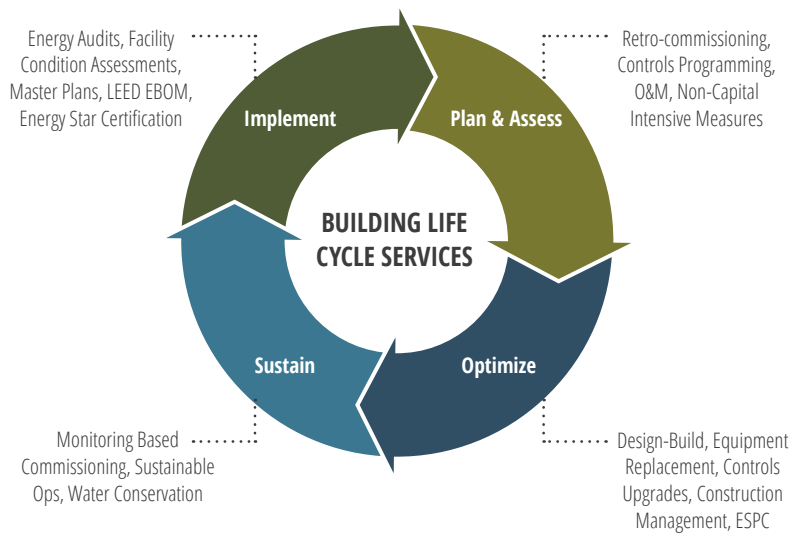 Energy Audits, Facility
Condition Assessments,
Master Plans, LEED EBOM,
Energy Star Certification
Retro-commissioning,
Controls Programming,
O&M, Non-Capital
Intensive Measures
Implement
Plan & Assess
BUILDING LIFE
CYCLE SERVICES
Sustain
Optimize
Monitoring Based
Commissioning, Sustainable
Ops, Water Conservation
Design-Build, Equipment
Replacement, Controls
Upgrades, Construction
Management, ESPC